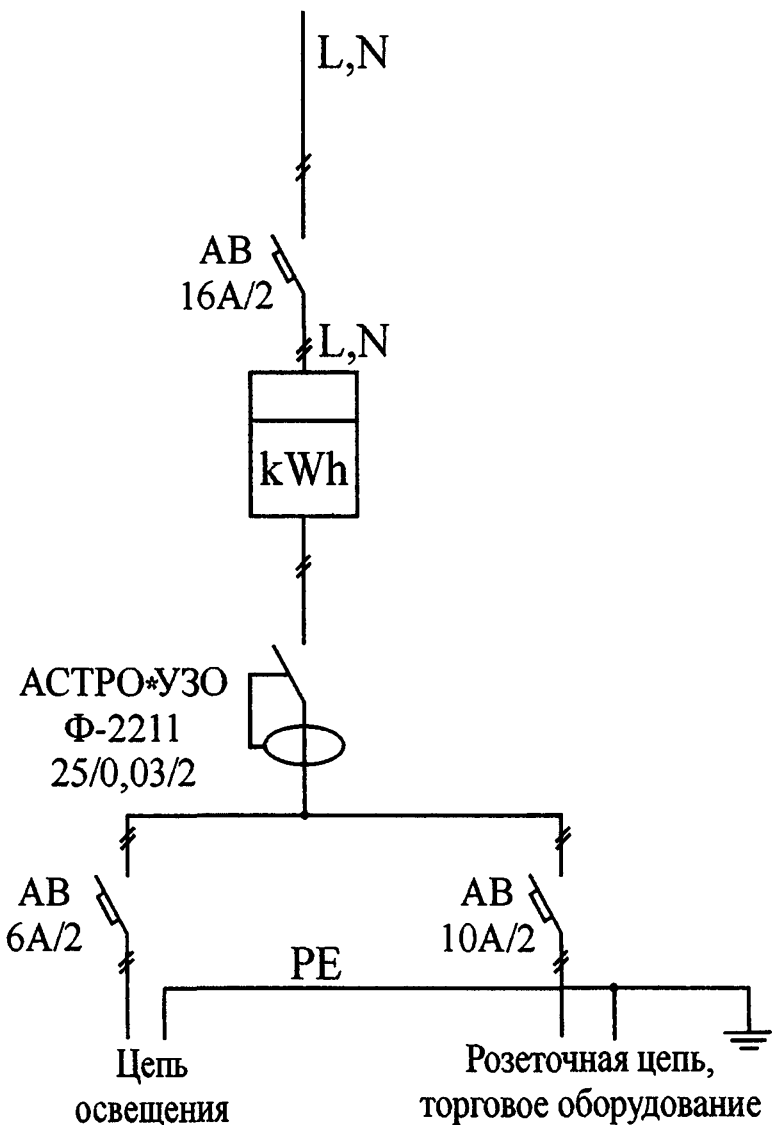 L,N
АВ
16А/2
L,N
kWh
АСТРО*УЗО
Ф-2211
25/0,03/2
АВ
6А/2
АВ
10А/2
PE
Цепь
освещения
Розеточная цепь,
торговое оборудование